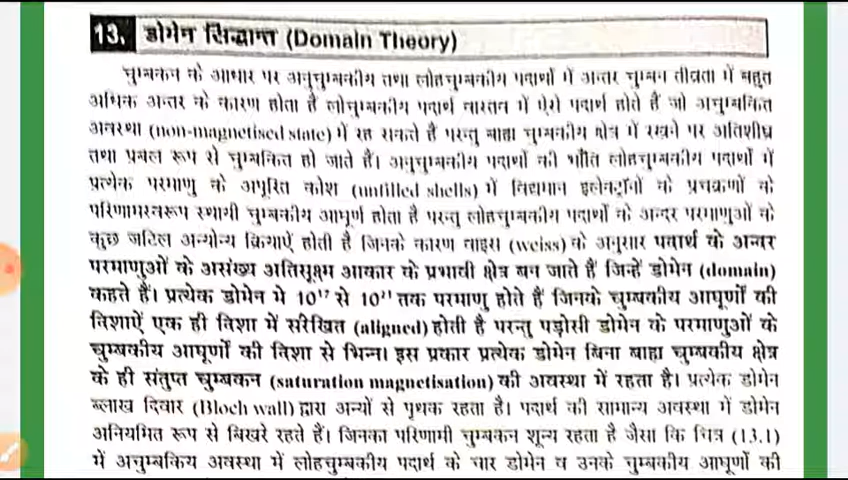 13. डोमेन सिद्धान्त (Domain Theory)
चुम्बकन के आधार पर अनुचुम्बकीय तथा लोहचुम्बकीय पदार्थों में अन्तर चुम्बन तीव्रता में बहुत
अधिक अन्तर के कारण होता है लोचुम्बकीय पदार्थ वास्तव में ऐसे पदार्थ होते हैं जो अचुम्बकित
अवस्था (non-magnetised state) में रह सकते हैं परन्तु बाह्य चुम्बकीय क्षेत्र में रखने पर अतिशीघ्र
तथा प्रबल रूप से चुम्बकित हो जाते हैं। अनुचुम्बकीय पदार्थों की भाँति लोहचुम्बकीय पदार्थों में
प्रत्येक परमाणु के अपूरित कोश (unfilled shells) में विद्यमान इलेक्ट्रॉनों के प्रचक्रणों के
परिणामस्वरूप स्थायी चुम्बकीय आघूर्ण होता है परन्तु लोहचुम्बकीय पदार्थों के अन्दर परमाणुओं के
कुछ जटिल अन्योन्य क्रियाऐं होती है जिनके कारण वाइस (weiss) के अनुसार पदार्थ के अन्दर
परमाणुओं के असंख्य अतिसूक्ष्म आकार के प्रभावी क्षेत्र बन जाते हैं जिन्हें डोमेन (domain)
कहते हैं। प्रत्येक डोमेन मे 10¹⁷ से 10²¹ तक परमाणु होते हैं जिनके चुम्बकीय आघूर्णों की
दिशाऐं एक ही दिशा में संरेखित (aligned) होती है परन्तु पड़ोसी डोमेन के परमाणुओं के
चुम्बकीय आघूर्णों की दिशा से भिन्न। इस प्रकार प्रत्येक डोमेन बिना बाह्य चुम्बकीय क्षेत्र
के ही संतृप्त चुम्बकन (saturation magnetisation) की अवस्था में रहता है। प्रत्येक डोमेन
ब्लाख दिवार (Bloch wall) द्वारा अन्यों से पृथक रहता है। पदार्थ की सामान्य अवस्था में डोमेन
अनियमित रूप से बिखरे रहते हैं। जिनका परिणामी चुम्बकन शून्य रहता है जैसा कि चित्र (13.1)
में अचुम्बकिय अवस्था में लोहचुम्बकीय पदार्थ के चार डोमेन व उनके चुम्बकीय आघूर्णों की